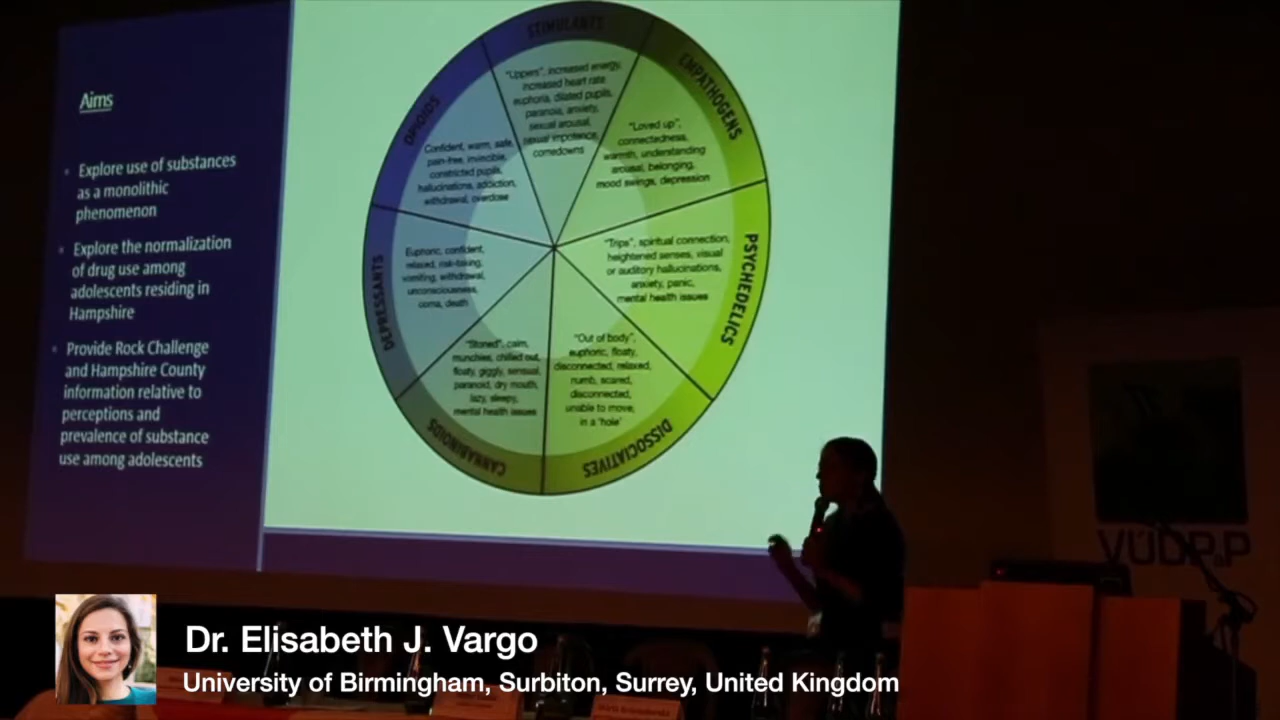 Aims
Explore use of substances
as a monolithic
phenomenon
Explore the normalization
of drug use among
adolescents residing in
Hampshire
Provide Rock Challenge
and Hampshire County
information relative to
perceptions and
prevalence of substance
use among adolescents
STIMULANTS
"Uppers", increased energy,
increased heart rate
euphoria, dilated pupils,
paranoia, anxiety,
sexual arousal,
sexual impotence,
comedowns
EMPATHOGENS
"Loved up",
connectedness,
warmth, understanding
arousal, belonging,
mood swings, depression
PSYCHEDELICS
"Trips", spiritual connection,
heightened senses, visual
or auditory hallucinations,
anxiety, panic,
mental health issues
DISSOCIATIVES
"Out of body",
euphoric, floaty,
disconnected, relaxed,
numb, scared,
disconnected,
unable to move,
in a 'hole'
CANNABINOIDS
"Stoned", calm,
munchies, chilled out,
floaty, giggly, sensual,
paranoid, dry mouth,
lazy, sleepy,
mental health issues
DEPRESSANTS
Euphoric, confident,
relaxed, risk-taking,
vomiting, withdrawal,
unconsciousness,
coma, death
OPIOIDS
Confident, warm, safe,
pain-free, invincible,
constricted pupils,
hallucinations, addiction,
withdrawal, overdose
Dr. Elisabeth J. Vargo
University of Birmingham, Surbiton, Surrey, United Kingdom